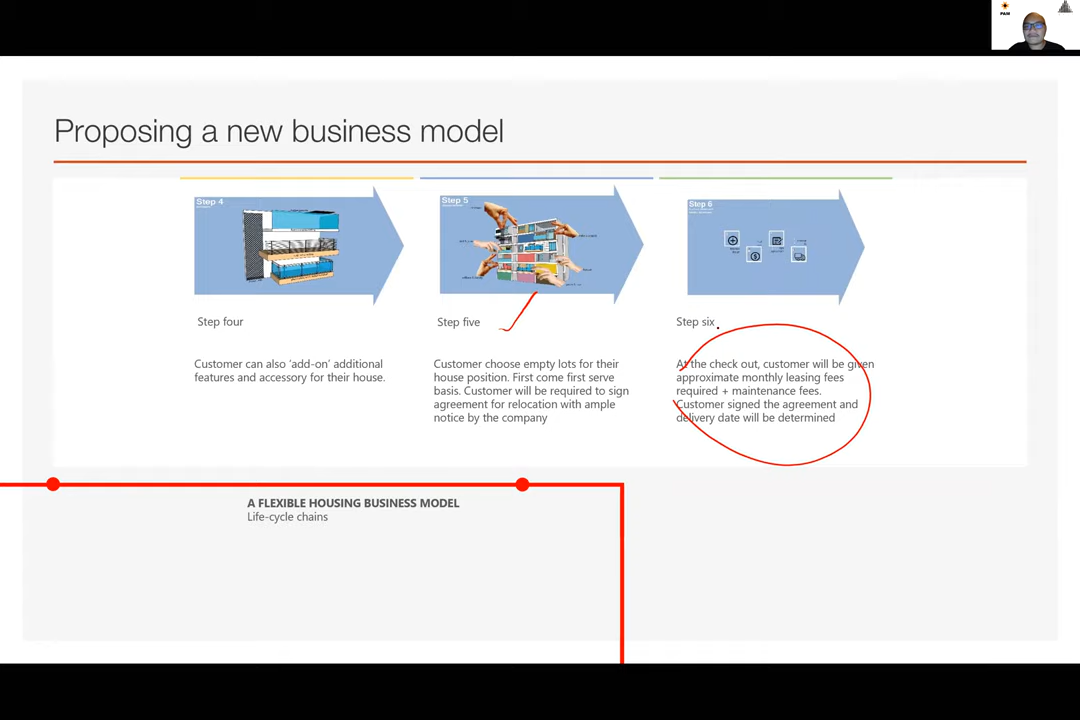 PAM
Proposing a new business model
Step 4
Step 5
Step 6
Step four
Step five
Step six
Customer can also ‘add-on’ additional
features and accessory for their house.
Customer choose empty lots for their
house position. First come first serve
basis. Customer will be required to sign
agreement for relocation with ample
notice by the company
At the check out, customer will be given
approximate monthly leasing fees
required + maintenance fees.
Customer signed the agreement and
delivery date will be determined
A FLEXIBLE HOUSING BUSINESS MODEL
Life-cycle chains